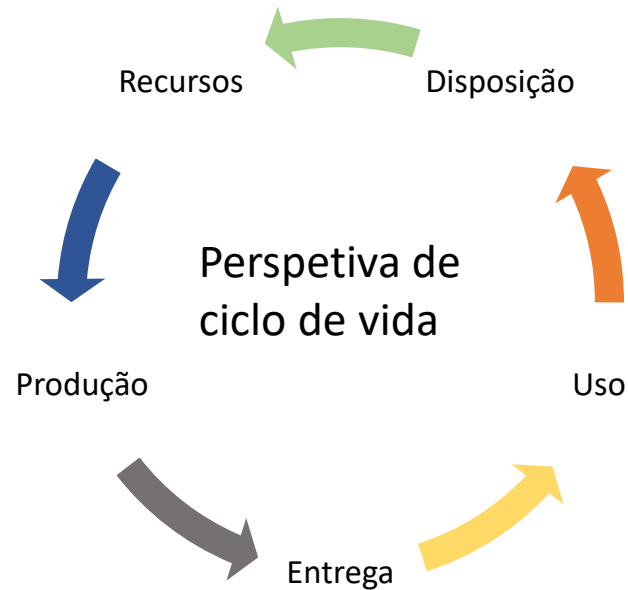 Recursos
Disposição
Perspetiva de
ciclo de vida
Produção
Uso
Entrega